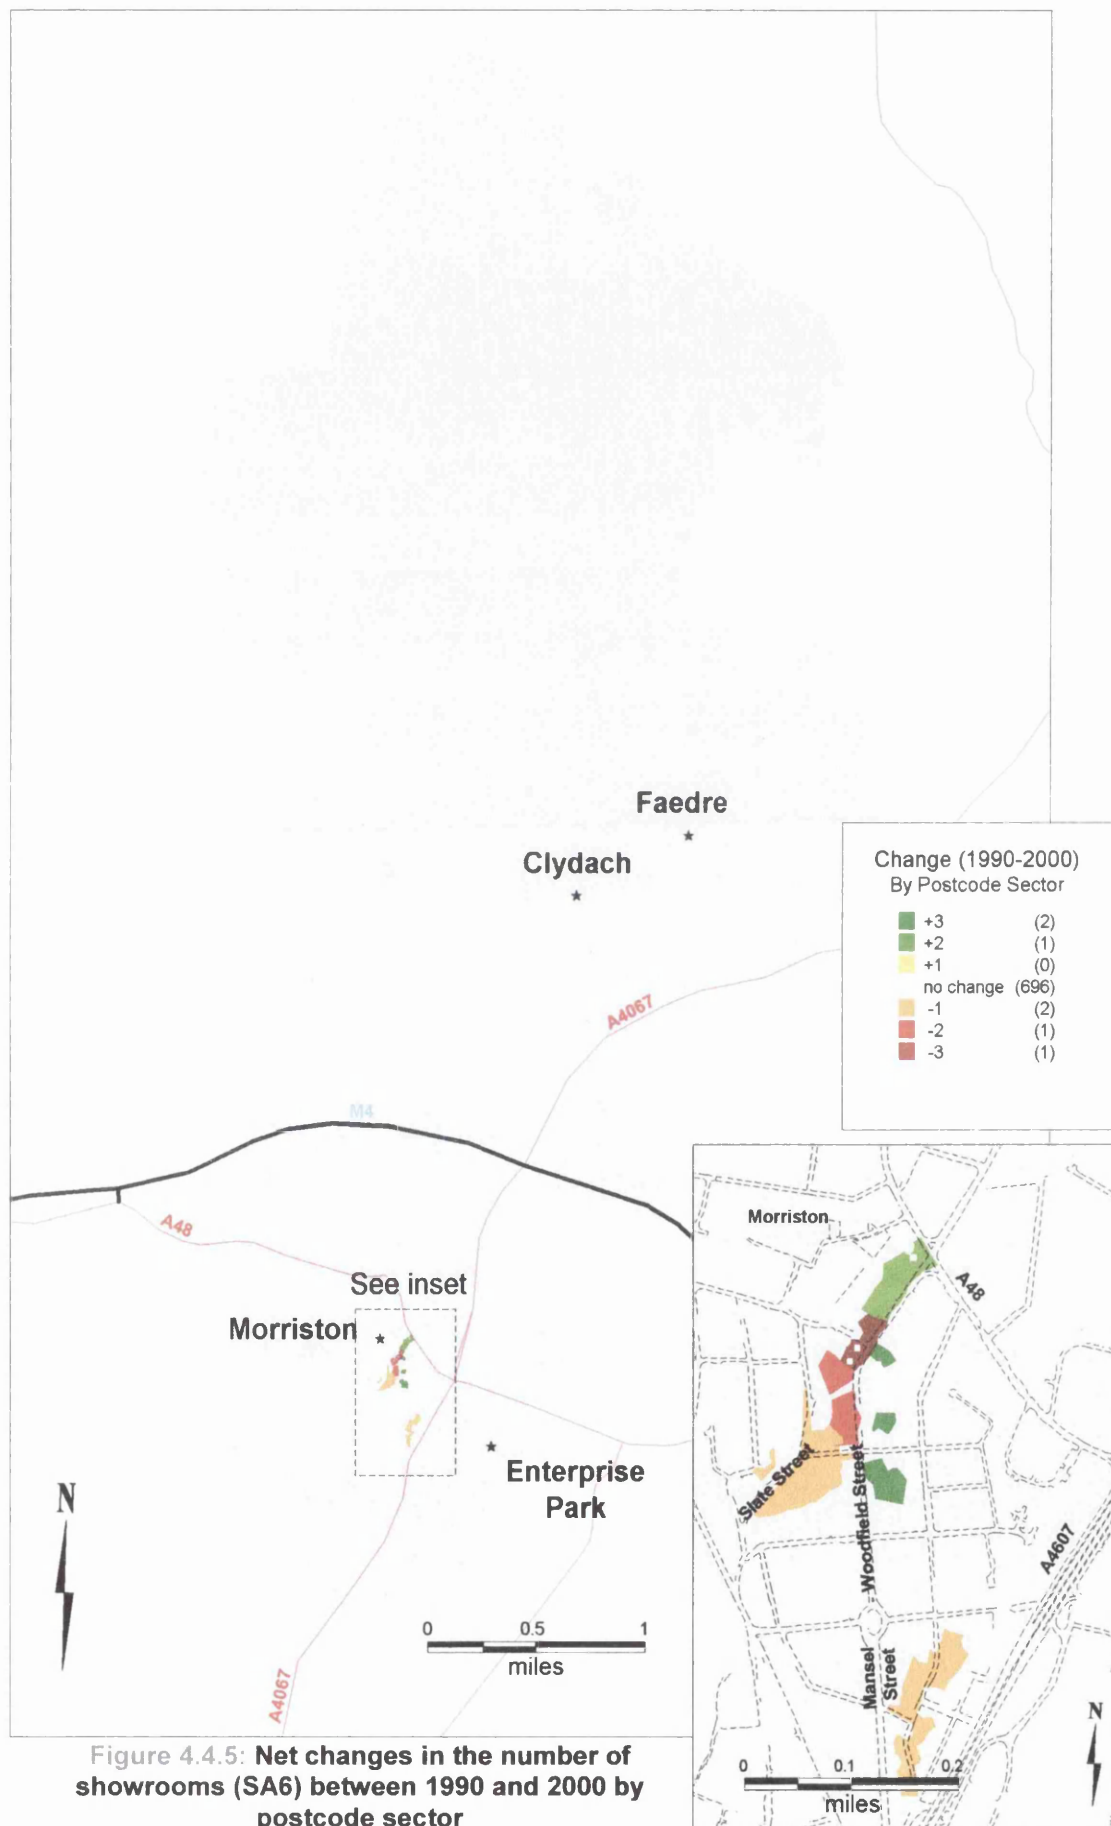 Faedre
Clydach
Change (1990-2000)
By Postcode Sector
+3 (2)
+2 (1)
+1 (0)
no change (696)
-1 (2)
-2 (1)
-3 (1)
A4067
M4
A48
See inset
Morriston
Enterprise
Park
N
0 0.5 1
miles
A4067
Morriston
A48
Slate Street
Woodfield Street
A4607
Mansel
Street
N
0 0.1 0.2
miles
Figure 4.4.5: Net changes in the number of
showrooms (SA6) between 1990 and 2000 by
postcode sector